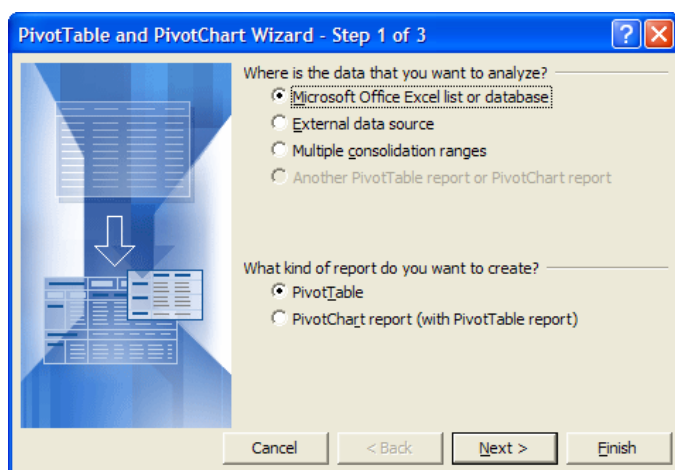 PivotTable and PivotChart Wizard - Step 1 of 3
Where is the data that you want to analyze?
Microsoft Office Excel list or database
External data source
Multiple consolidation ranges
Another PivotTable report or PivotChart report
What kind of report do you want to create?
PivotTable
PivotChart report (with PivotTable report)
Cancel < Back Next > Finish